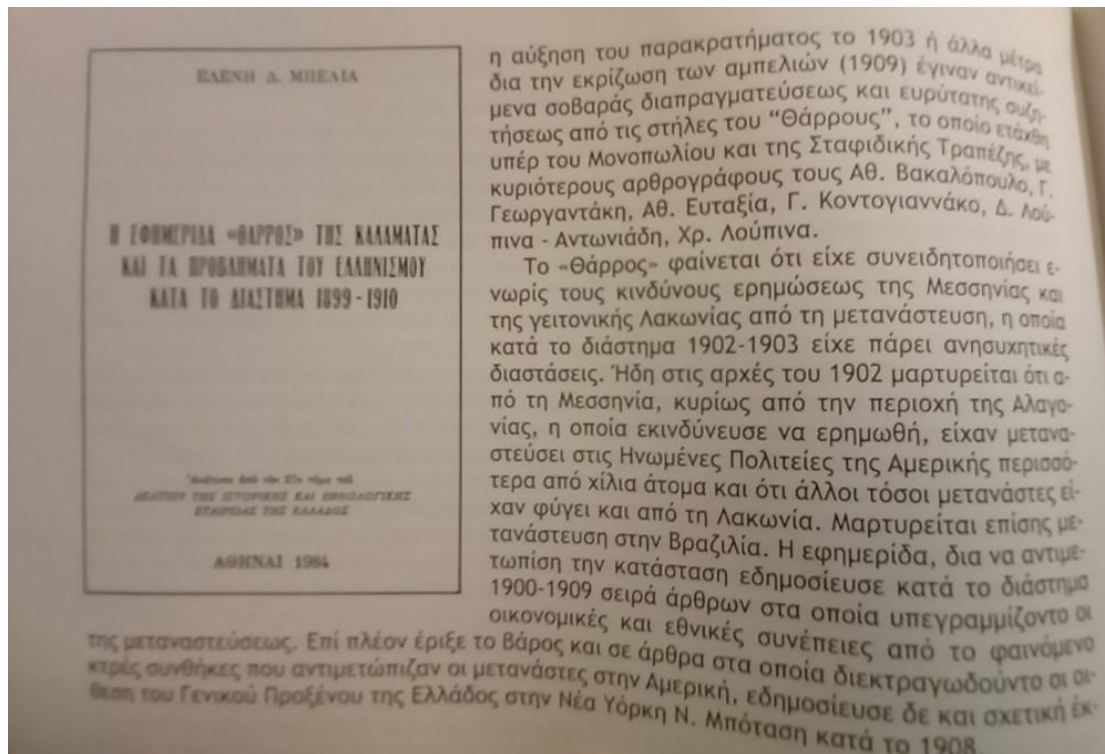 ΕΛΕΝΗ Δ. ΜΠΕΛΙΑ
Η ΕΦΗΜΕΡΙΔΑ «ΘΑΡΡΟΣ» ΤΗΣ ΚΑΛΑΜΑΤΑΣ
ΚΑΙ ΤΑ ΠΡΟΒΛΗΜΑΤΑ ΤΟΥ ΕΛΛΗΝΙΣΜΟΥ
ΚΑΤΑ ΤΟ ΔΙΑΣΤΗΜΑ 1899-1910
ΔΕΛΤΙΟΥ ΤΗΣ ΙΣΤΟΡΙΚΗΣ ΚΑΙ ΕΘΝΟΛΟΓΙΚΗΣ
ΕΤΑΙΡΕΙΑΣ ΤΗΣ ΕΛΛΑΔΟΣ
ΑΘΗΝΑΙ 1984
η αύξηση του παρακρατήματος το 1903 ή άλλα μέτρα
δια την εκρίζωση των αμπελιών (1909) έγιναν αντικεί-
μενα σοβαράς διαπραγματεύσεως και ευρύτατης συζη-
τήσεως από τις στήλες του "Θάρρους", το οποίο ετάχθη
υπέρ του Μονοπωλίου και της Σταφιδικής Τραπέζης, με
κυριότερους αρθρογράφους τους Αθ. Βακαλόπουλο, Γ.
Γεωργαντάκη, Αθ. Ευταξία, Γ. Κοντογιαννάκο, Δ. Λού-
πινα - Αντωνιάδη, Χρ. Λούπινα.
Το «Θάρρος» φαίνεται ότι είχε συνειδητοποιήσει ε-
νωρίς τους κινδύνους ερημώσεως της Μεσσηνίας και
της γειτονικής Λακωνίας από τη μετανάστευση, η οποία
κατά το διάστημα 1902-1903 είχε πάρει ανησυχητικές
διαστάσεις. Ήδη στις αρχές του 1902 μαρτυρείται ότι α-
πό τη Μεσσηνία, κυρίως από την περιοχή της Αλαγο-
νίας, η οποία εκινδύνευσε να ερημωθή, είχαν μετανα-
στεύσει στις Ηνωμένες Πολιτείες της Αμερικής περισσό-
τερα από χίλια άτομα και ότι άλλοι τόσοι μετανάστες εί-
χαν φύγει και από τη Λακωνία. Μαρτυρείται επίσης με-
τανάστευση στην Βραζιλία. Η εφημερίδα, δια να αντιμε-
τωπίση την κατάσταση εδημοσίευσε κατά το διάστημα
1900-1909 σειρά άρθρων στα οποία υπεγραμμίζοντο οι
οικονομικές και εθνικές συνέπειες από το φαινόμενο
της μεταναστεύσεως. Επί πλέον έριξε το βάρος και σε άρθρα στα οποία διεκτραγωδούντο οι οι-
κτρές συνθήκες που αντιμετώπιζαν οι μετανάστες στην Αμερική, εδημοσίευσε δε και σχετική έκ-
θεση του Γενικού Προξένου της Ελλάδος στην Νέα Υόρκη Ν. Μπόταση κατά το 1908.